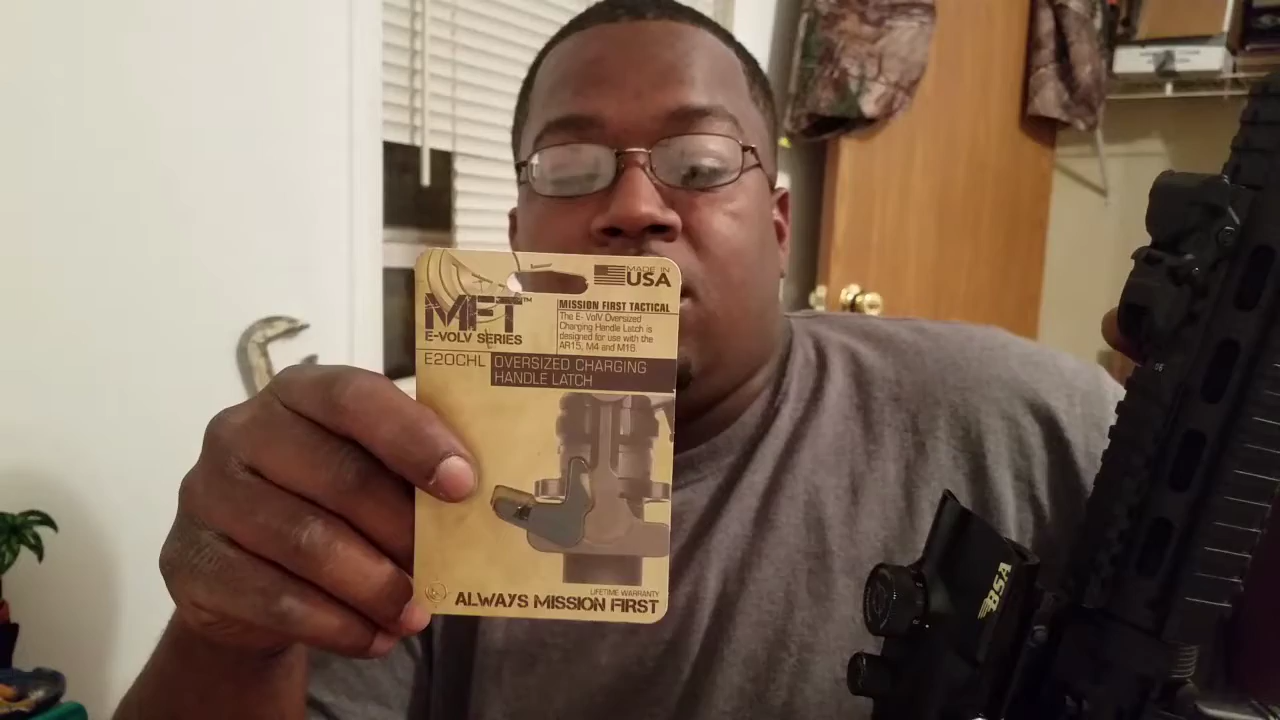 MADE IN
USA
MFT™
E-VOLV SERIES
MISSION FIRST TACTICAL
The E- VolV Oversized
Charging Handle Latch is
designed for use with the
AR15, M4 and M16.
E2OCHL
OVERSIZED CHARGING
HANDLE LATCH
LIFETIME WARRANTY
ALWAYS MISSION FIRST
BSA